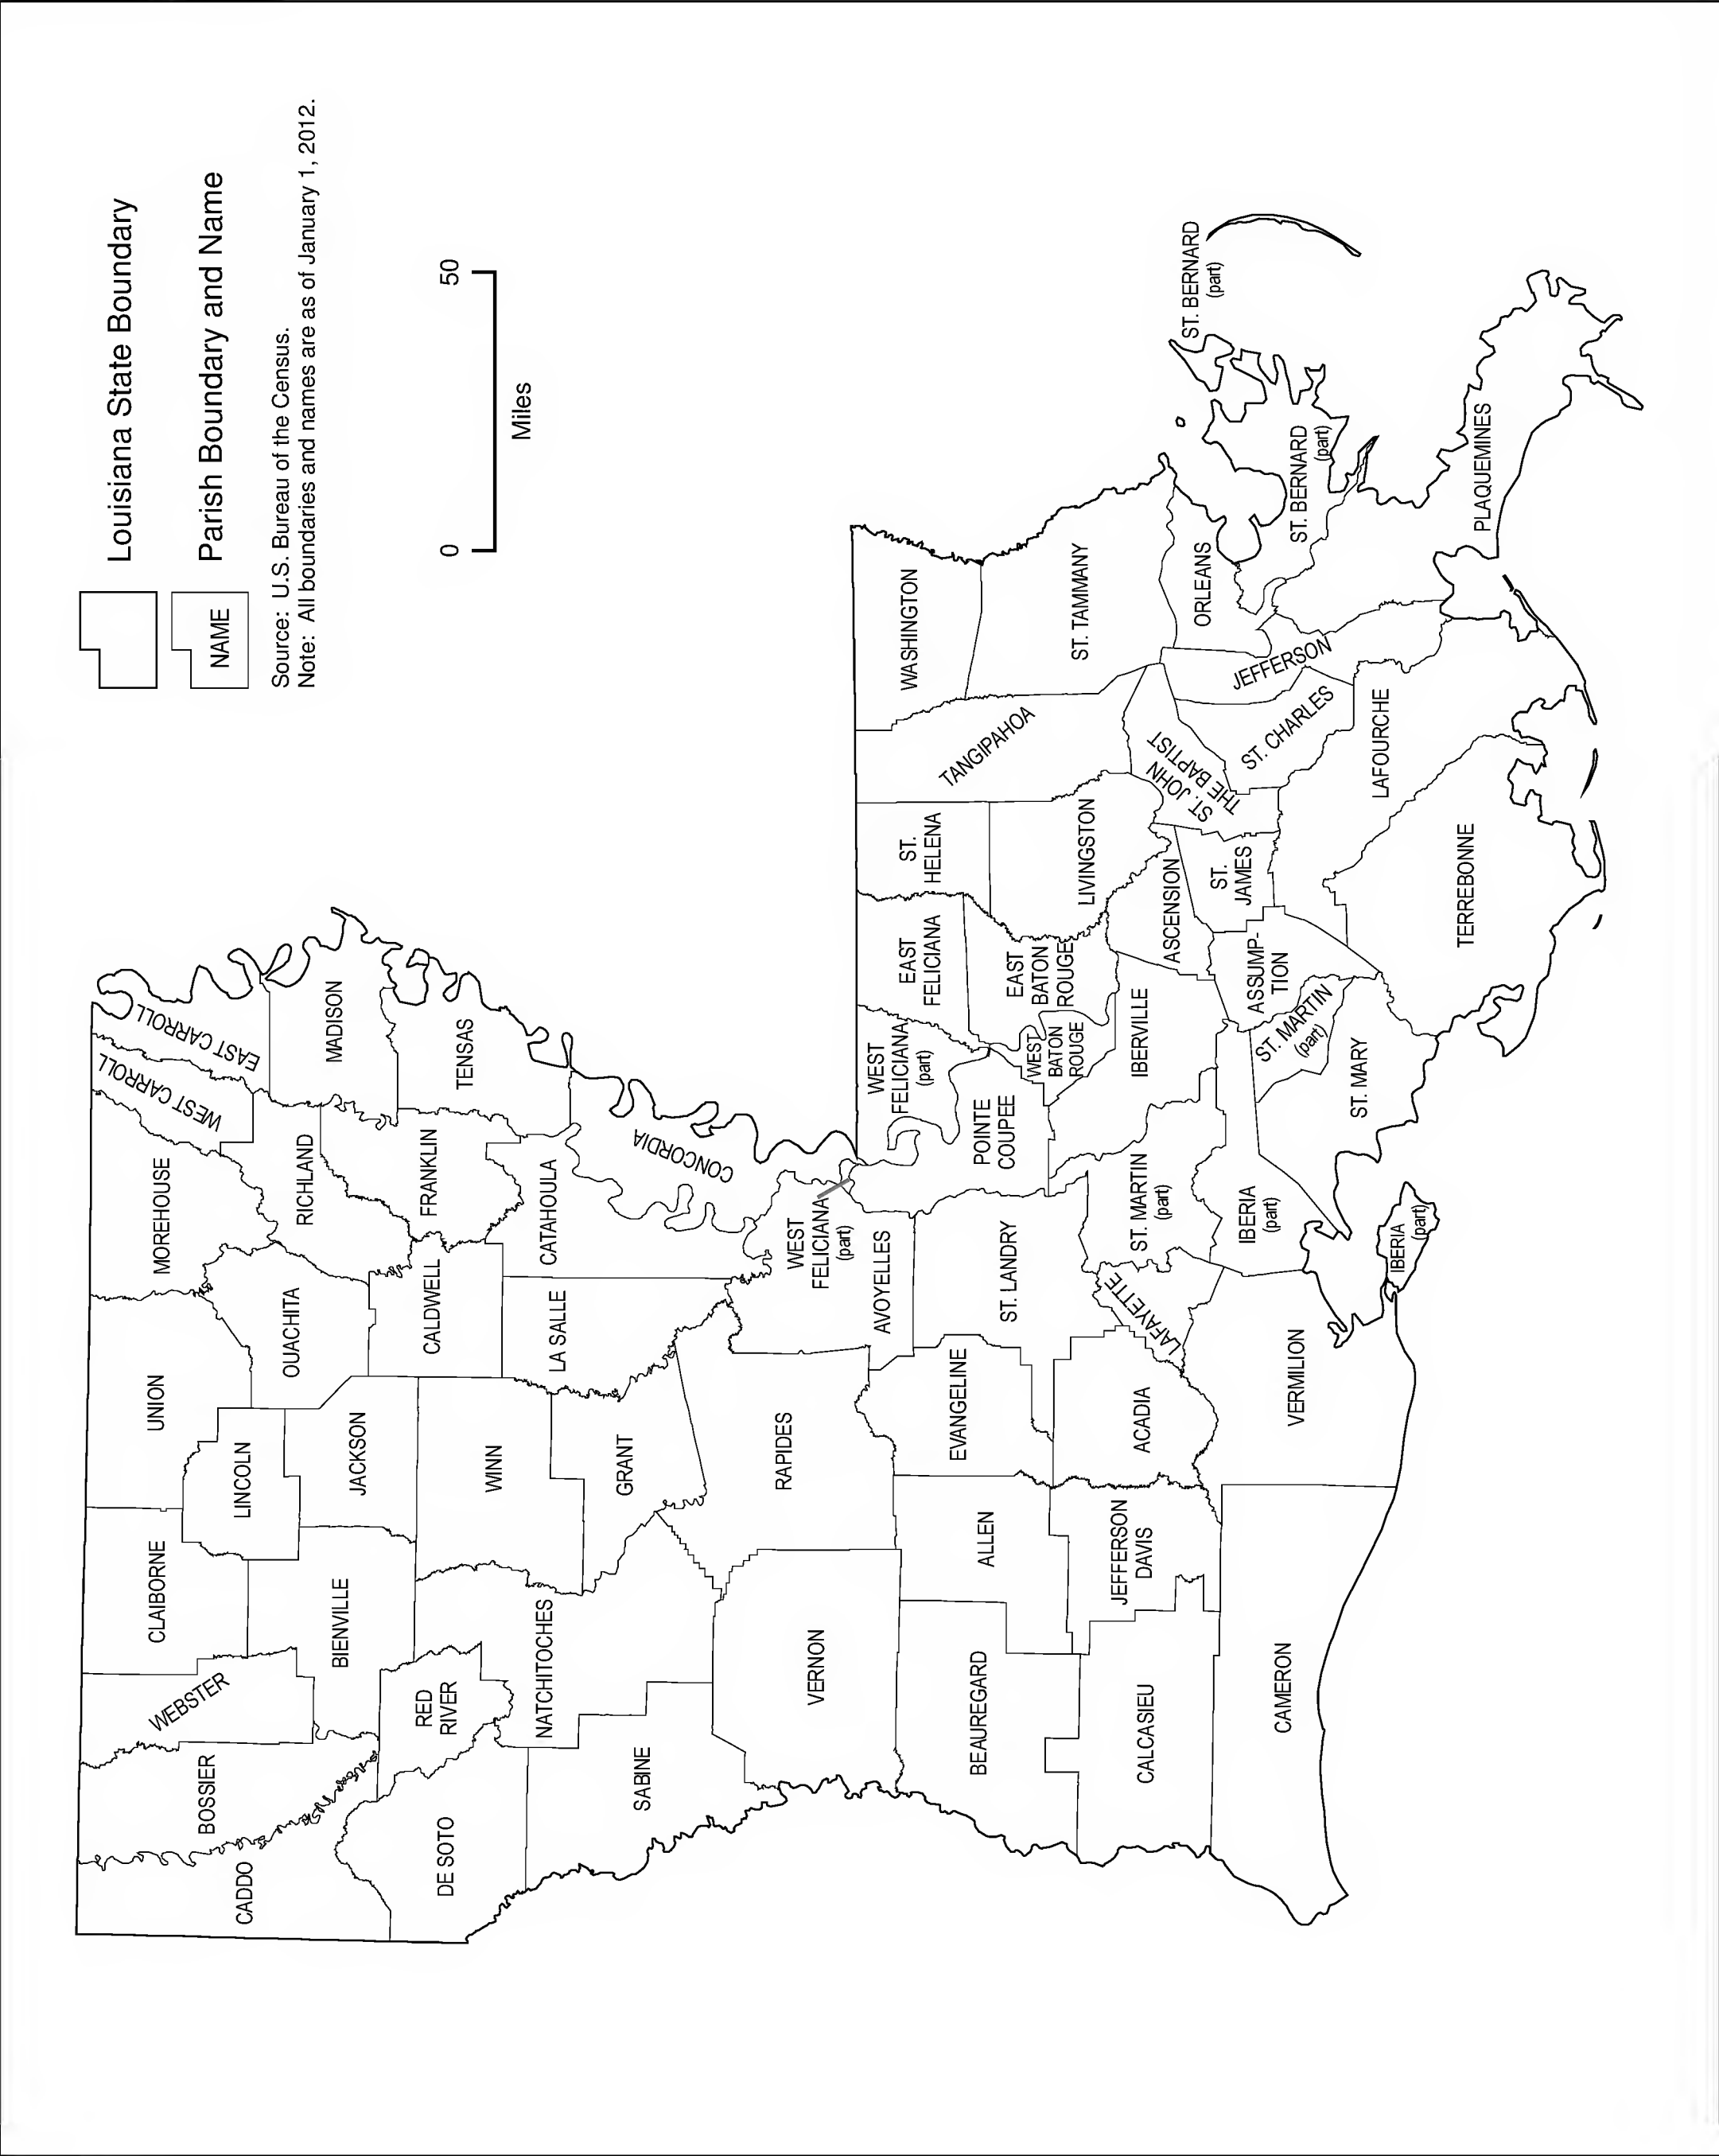 Louisiana State Boundary
NAME
Parish Boundary and Name
Source: U.S. Bureau of the Census.
Note: All boundaries and names are as of January 1, 2012.
0
50
Miles
CADDO
BOSSIER
WEBSTER
CLAIBORNE
LINCOLN
UNION
MOREHOUSE
WEST CARROLL
EAST CARROLL
BIENVILLE
JACKSON
OUACHITA
RICHLAND
MADISON
DE SOTO
RED
RIVER
WINN
CALDWELL
FRANKLIN
TENSAS
NATCHITOCHES
SABINE
GRANT
LA SALLE
CATAHOULA
CONCORDIA
VERNON
RAPIDES
AVOYELLES
WEST
FELICIANA
(part)
WEST
FELICIANA
(part)
EAST
FELICIANA
ST.
HELENA
TANGIPAHOA
WASHINGTON
BEAUREGARD
ALLEN
EVANGELINE
ST. LANDRY
POINTE
COUPEE
WEST
BATON
ROUGE
EAST
BATON
ROUGE
LIVINGSTON
ST. TAMMANY
CALCASIEU
JEFFERSON
DAVIS
ACADIA
LAFAYETTE
ST. MARTIN
(part)
IBERVILLE
ASCENSION
ST. JOHN
THE BAPTIST
ORLEANS
ST. BERNARD
(part)
CAMERON
VERMILION
IBERIA
(part)
ST. MARTIN
(part)
ASSUMP-
TION
ST.
JAMES
ST. CHARLES
JEFFERSON
ST. BERNARD
(part)
IBERIA
(part)
ST. MARY
TERREBONNE
LAFOURCHE
PLAQUEMINES